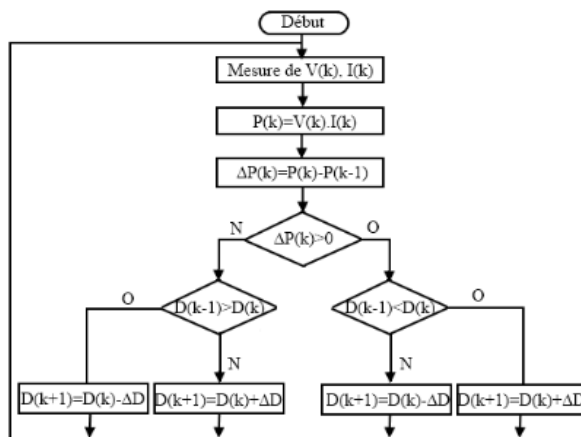 Début
Mesure de V(k). I(k)
P(k)=V(k).I(k)
ΔP(k)=P(k)-P(k-1)
N
ΔP(k)>0
O
O
D(k-1)>D(k)
D(k-1)<D(k)
O
N
N
D(k+1)=D(k)-ΔD
D(k+1)=D(k)+ΔD
D(k+1)=D(k)-ΔD
D(k+1)=D(k)+ΔD